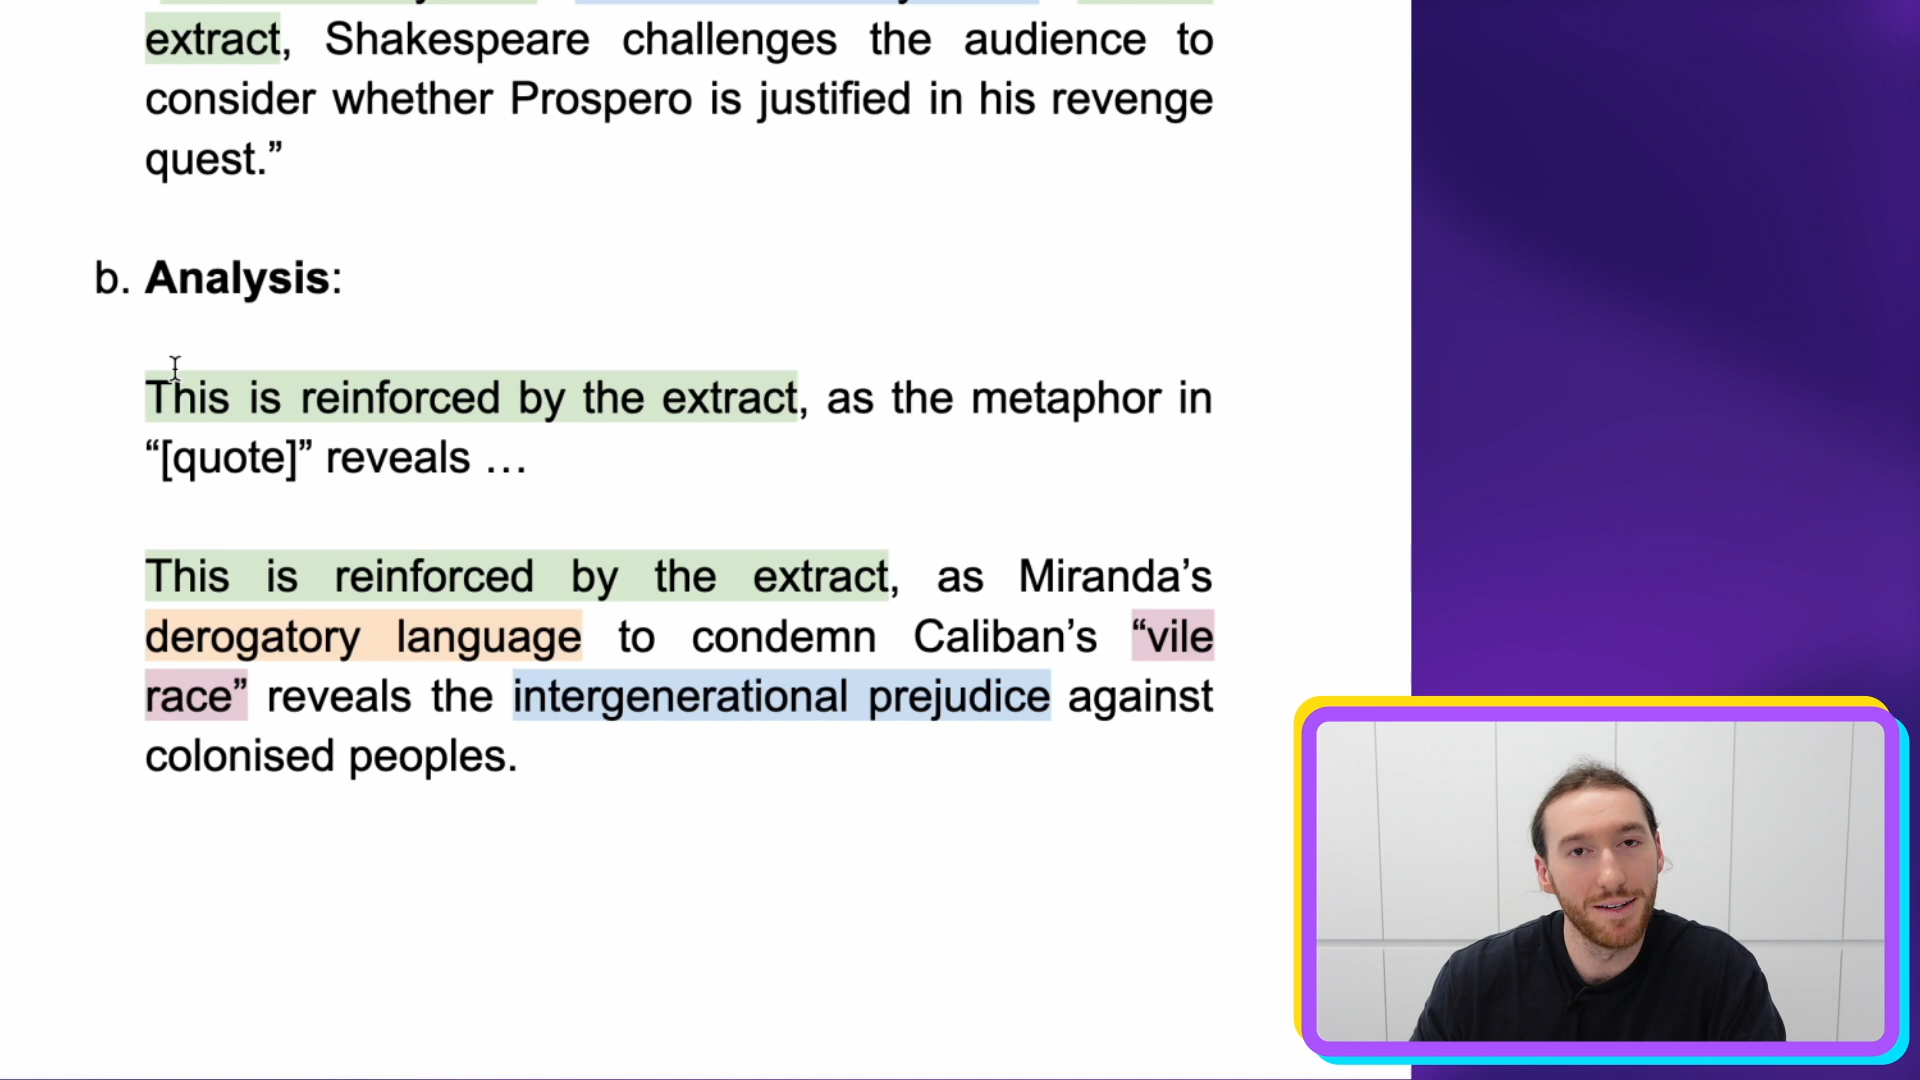 extract, Shakespeare challenges the audience to
consider whether Prospero is justified in his revenge
quest.”
b. Analysis:
This is reinforced by the extract, as the metaphor in
“[quote]” reveals …
This is reinforced by the extract, as Miranda’s
derogatory language to condemn Caliban’s “vile
race” reveals the intergenerational prejudice against
colonised peoples.